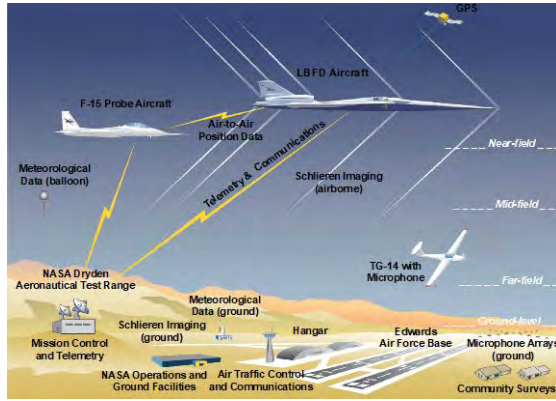 GPS
LBFD Aircraft
F-15 Probe Aircraft
Air-to-Air
Position Data
Near-field
Telemetry & Communications
Schlieren Imaging
(airborne)
Meteorological
Data (balloon)
Mid-field
TG-14 with
Microphone
NASA Dryden
Aeronautical Test Range
Far-field
Meteorological
Data (ground)
Ground-level
Schlieren Imaging
(ground)
Hangar
Edwards
Air Force Base
Microphone Arrays
(ground)
Mission Control
and Telemetry
NASA Operations and
Ground Facilities
Air Traffic Control
and Communications
Community Surveys